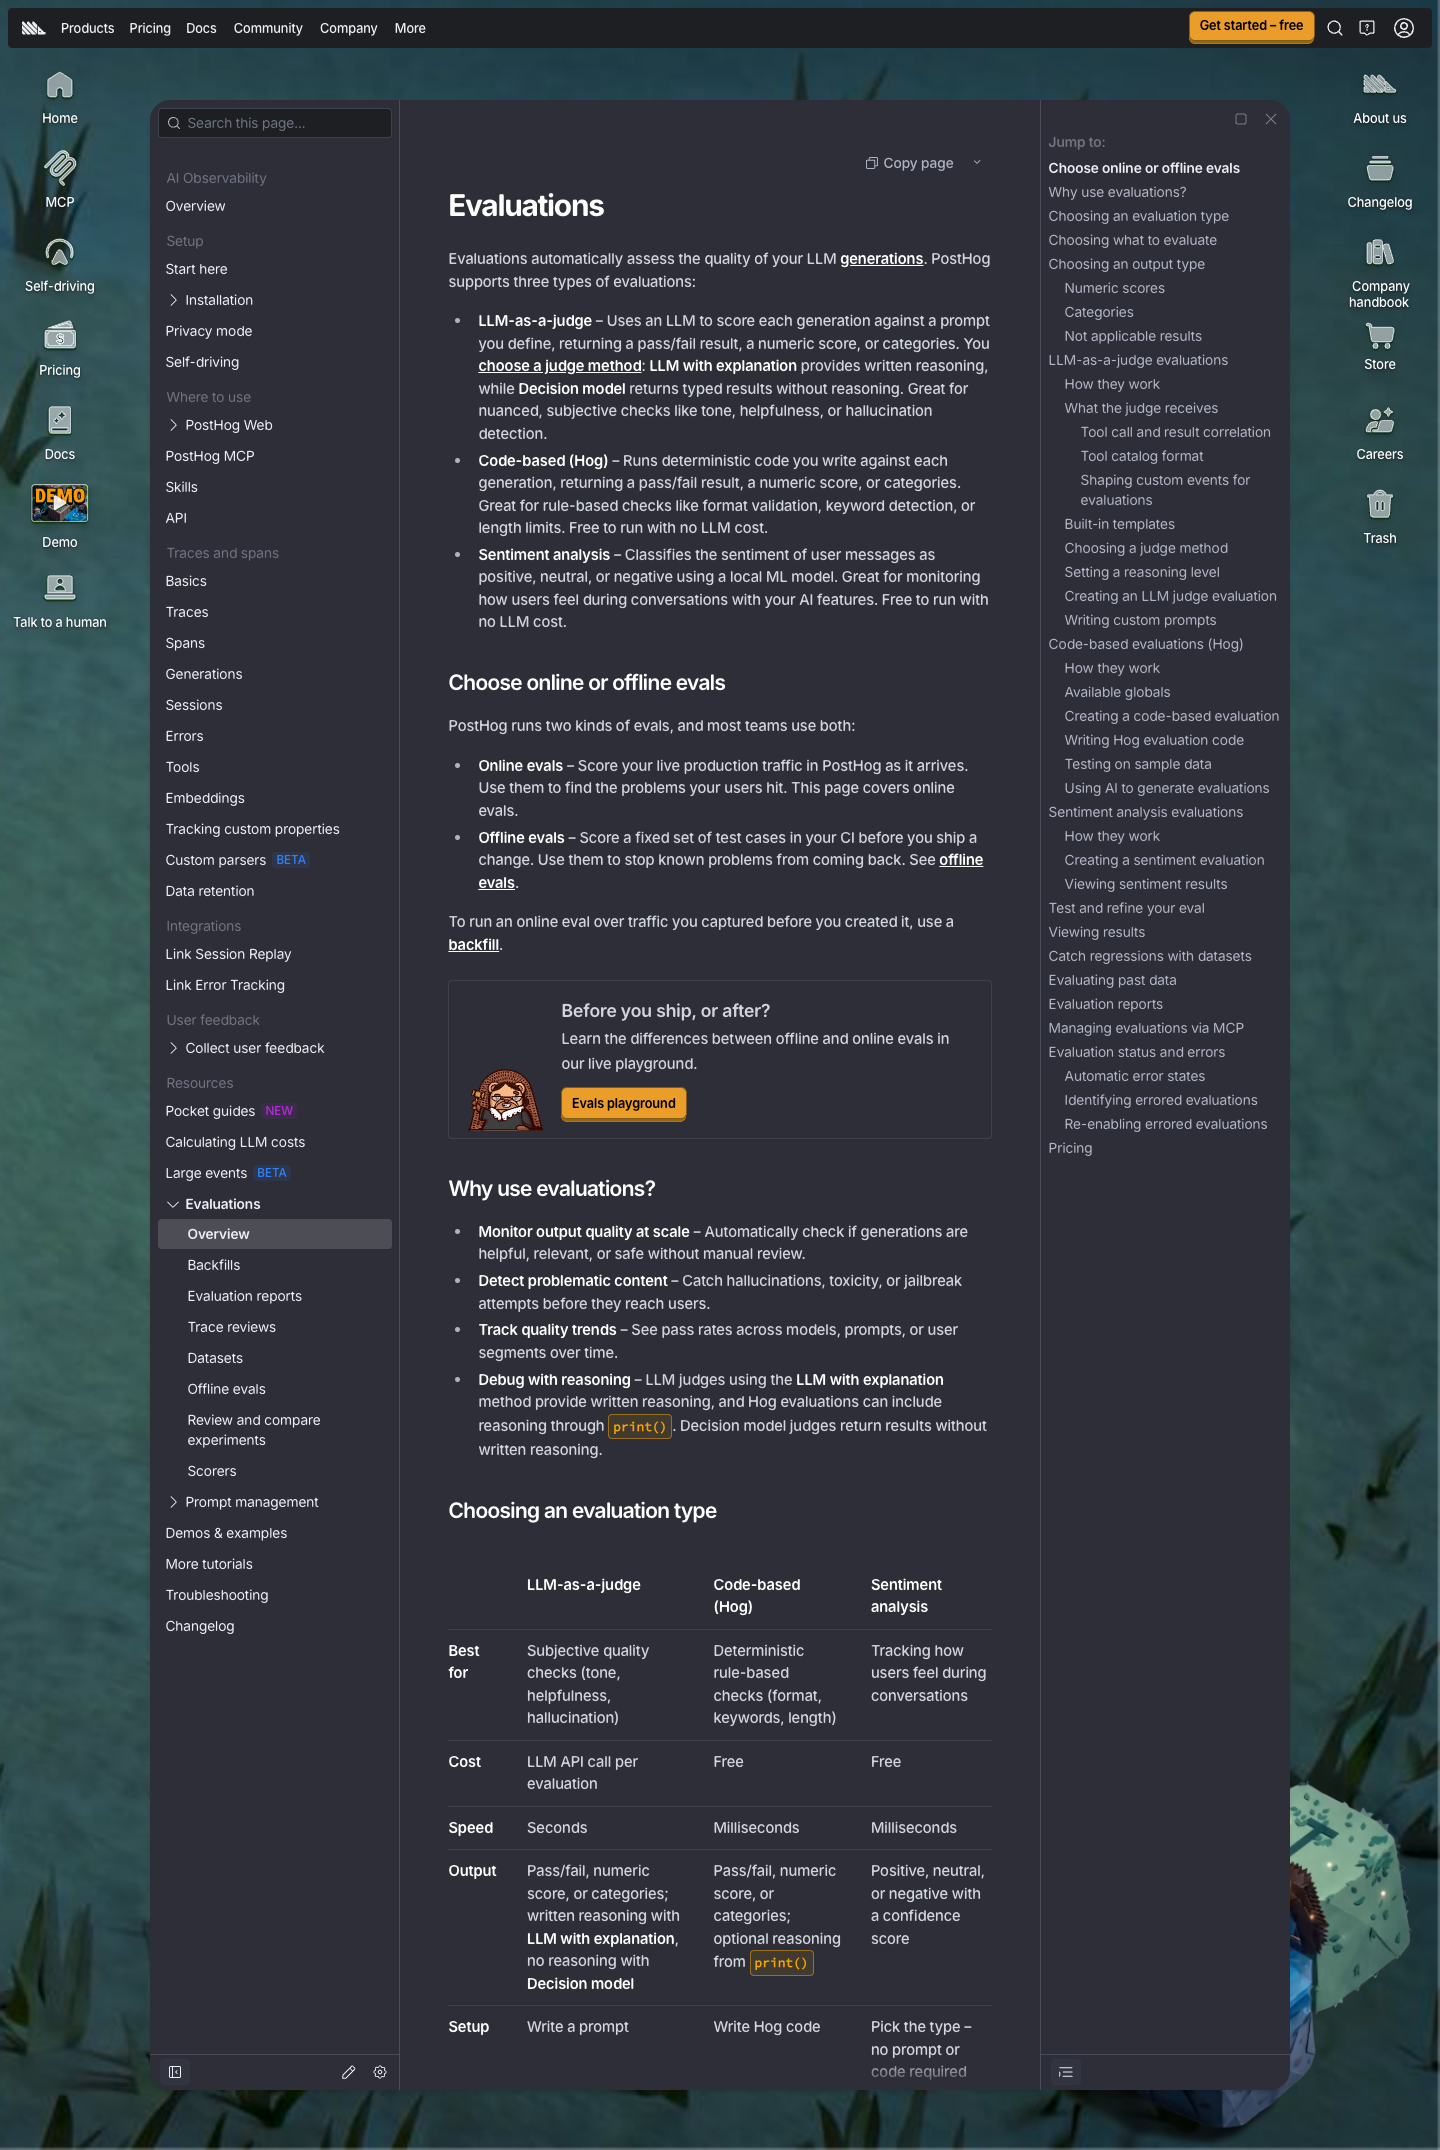 Products Pricing Docs Community Company More
Get started – free
Home
MCP
Self-driving
Pricing
Docs
DEMO
Demo
Talk to a human
Search this page...
AI Observability
Overview
Setup
Start here
Installation
Privacy mode
Self-driving
Where to use
PostHog Web
PostHog MCP
Skills
API
Traces and spans
Basics
Traces
Spans
Generations
Sessions
Errors
Tools
Embeddings
Tracking custom properties
Custom parsers BETA
Data retention
Integrations
Link Session Replay
Link Error Tracking
User feedback
Collect user feedback
Resources
Pocket guides NEW
Calculating LLM costs
Large events BETA
Evaluations
Overview
Backfills
Evaluation reports
Trace reviews
Datasets
Offline evals
Review and compare
experiments
Scorers
Prompt management
Demos & examples
More tutorials
Troubleshooting
Changelog
Copy page
Evaluations
Evaluations automatically assess the quality of your LLM generations. PostHog
supports three types of evaluations:
LLM-as-a-judge – Uses an LLM to score each generation against a prompt
you define, returning a pass/fail result, a numeric score, or categories. You
choose a judge method: LLM with explanation provides written reasoning,
while Decision model returns typed results without reasoning. Great for
nuanced, subjective checks like tone, helpfulness, or hallucination
detection.
Code-based (Hog) – Runs deterministic code you write against each
generation, returning a pass/fail result, a numeric score, or categories.
Great for rule-based checks like format validation, keyword detection, or
length limits. Free to run with no LLM cost.
Sentiment analysis – Classifies the sentiment of user messages as
positive, neutral, or negative using a local ML model. Great for monitoring
how users feel during conversations with your AI features. Free to run with
no LLM cost.
Choose online or offline evals
PostHog runs two kinds of evals, and most teams use both:
Online evals – Score your live production traffic in PostHog as it arrives.
Use them to find the problems your users hit. This page covers online
evals.
Offline evals – Score a fixed set of test cases in your CI before you ship a
change. Use them to stop known problems from coming back. See offline
evals.
To run an online eval over traffic you captured before you created it, use a
backfill.
Before you ship, or after?
Learn the differences between offline and online evals in
our live playground.
Evals playground
Why use evaluations?
Monitor output quality at scale – Automatically check if generations are
helpful, relevant, or safe without manual review.
Detect problematic content – Catch hallucinations, toxicity, or jailbreak
attempts before they reach users.
Track quality trends – See pass rates across models, prompts, or user
segments over time.
Debug with reasoning – LLM judges using the LLM with explanation
method provide written reasoning, and Hog evaluations can include
reasoning through print(). Decision model judges return results without
written reasoning.
Choosing an evaluation type
LLM-as-a-judge Code-based Sentiment
(Hog) analysis
Best Subjective quality Deterministic Tracking how
for checks (tone, rule-based users feel during
helpfulness, checks (format, conversations
hallucination) keywords, length)
Cost LLM API call per Free Free
evaluation
Speed Seconds Milliseconds Milliseconds
Output Pass/fail, numeric Pass/fail, numeric Positive, neutral,
score, or categories; score, or or negative with
written reasoning with categories; a confidence
LLM with explanation, optional reasoning score
no reasoning with from print()
Decision model
Setup Write a prompt Write Hog code Pick the type –
no prompt or
code required
Jump to:
Choose online or offline evals
Why use evaluations?
Choosing an evaluation type
Choosing what to evaluate
Choosing an output type
Numeric scores
Categories
Not applicable results
LLM-as-a-judge evaluations
How they work
What the judge receives
Tool call and result correlation
Tool catalog format
Shaping custom events for
evaluations
Built-in templates
Choosing a judge method
Setting a reasoning level
Creating an LLM judge evaluation
Writing custom prompts
Code-based evaluations (Hog)
How they work
Available globals
Creating a code-based evaluation
Writing Hog evaluation code
Testing on sample data
Using AI to generate evaluations
Sentiment analysis evaluations
How they work
Creating a sentiment evaluation
Viewing sentiment results
Test and refine your eval
Viewing results
Catch regressions with datasets
Evaluating past data
Evaluation reports
Managing evaluations via MCP
Evaluation status and errors
Automatic error states
Identifying errored evaluations
Re-enabling errored evaluations
Pricing
About us
Changelog
Company
handbook
Store
Careers
Trash